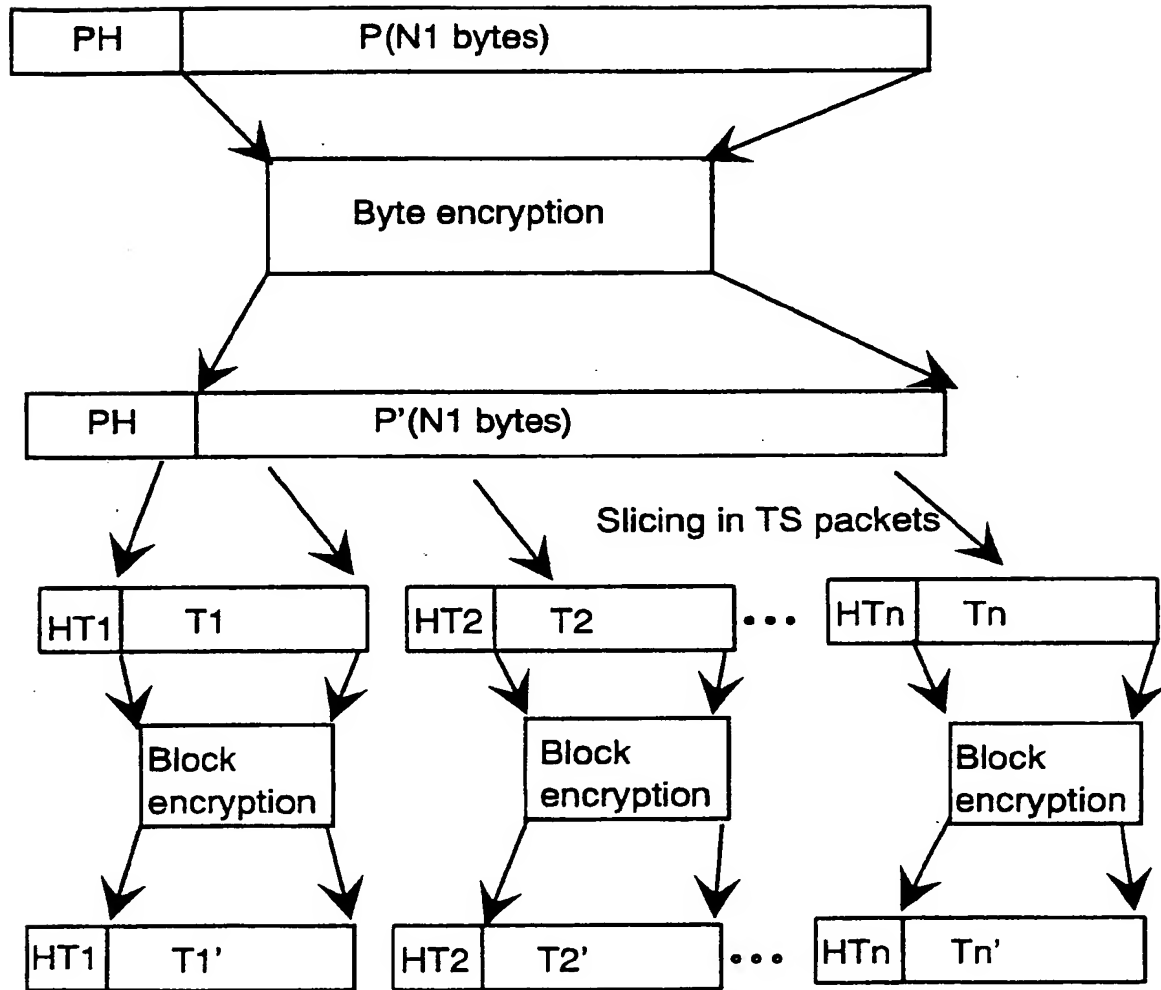 PH P(N1 bytes)
Byte encryption
PH P'(N1 bytes)
Slicing in TS packets
HT1 T1 HT2 T2 ••• HTn Tn
Block encryption
Block encryption
Block encryption
HT1 T1' HT2 T2' ••• HTn Tn'